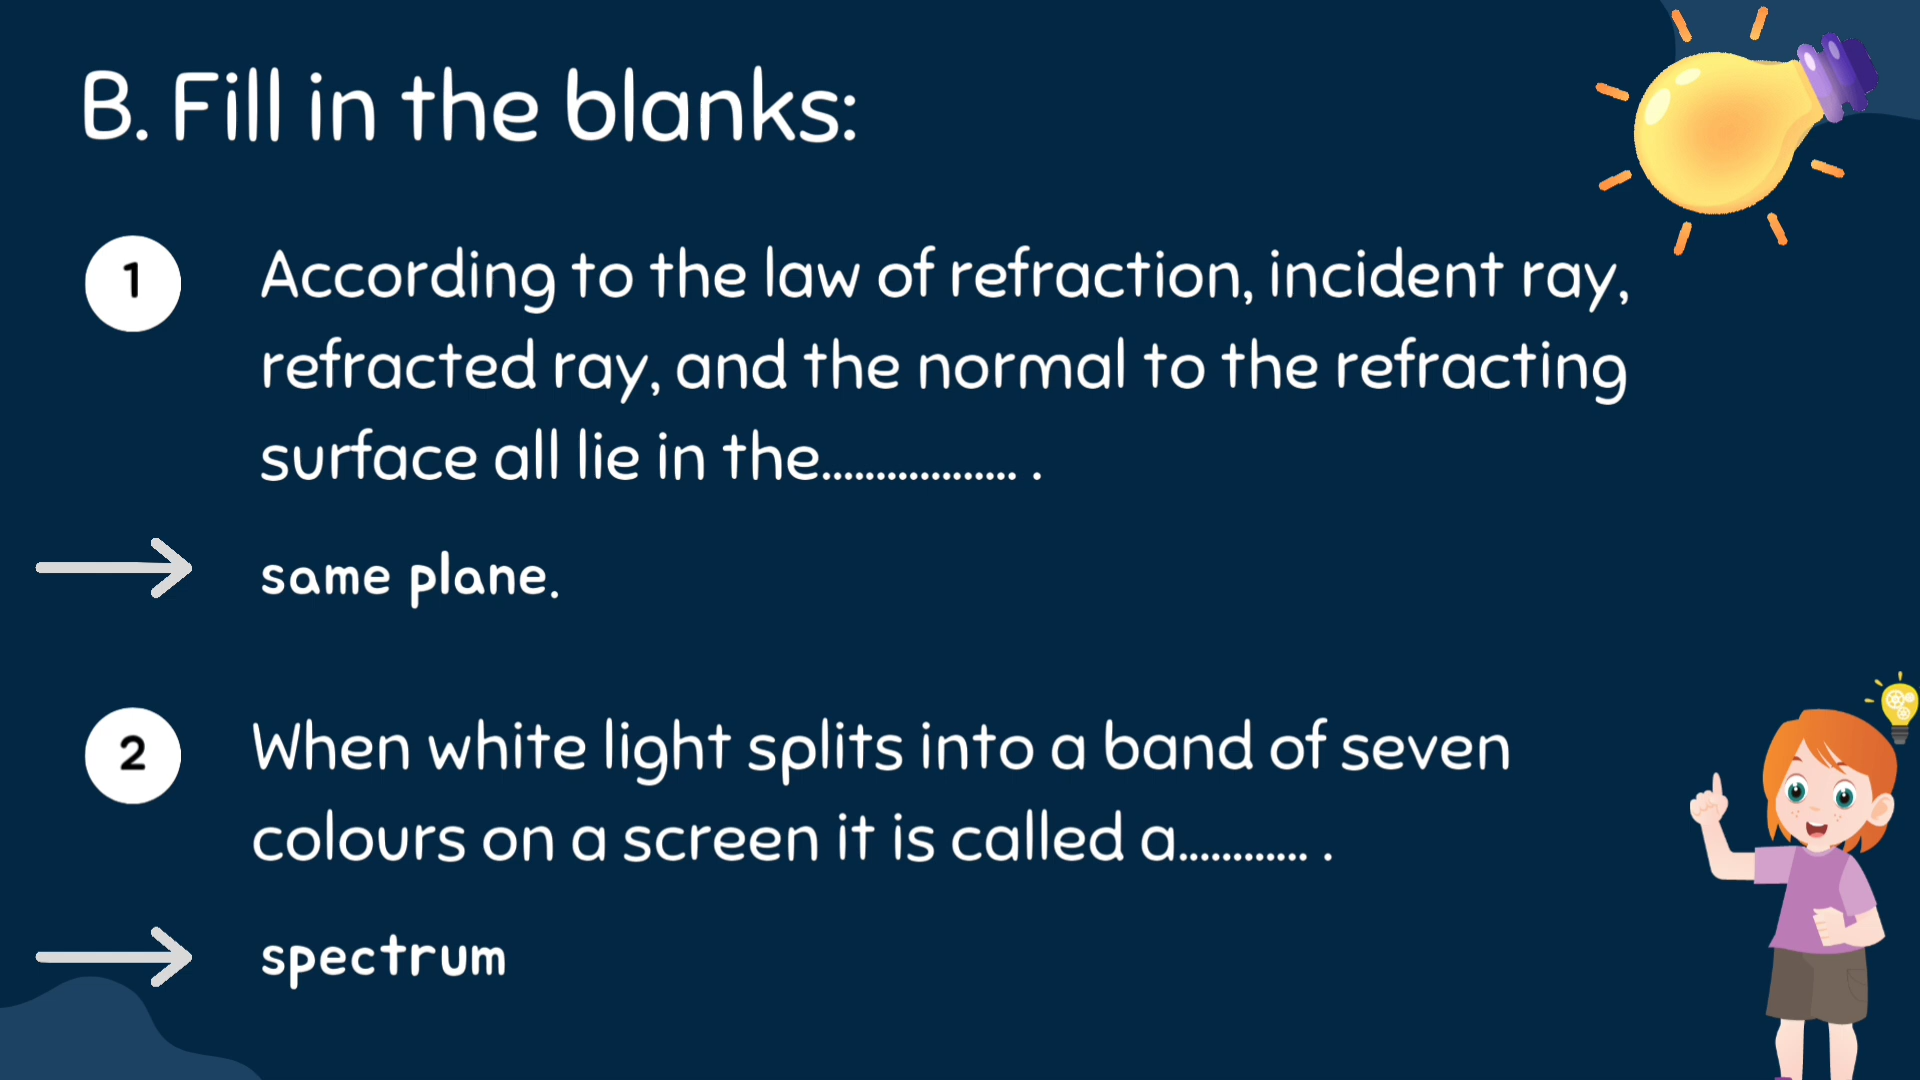 B. Fill in the blanks:
1
According to the law of refraction, incident ray,
refracted ray, and the normal to the refracting
surface all lie in the.................. .
same plane.
2
When white light splits into a band of seven
colours on a screen it is called a............ .
spectrum